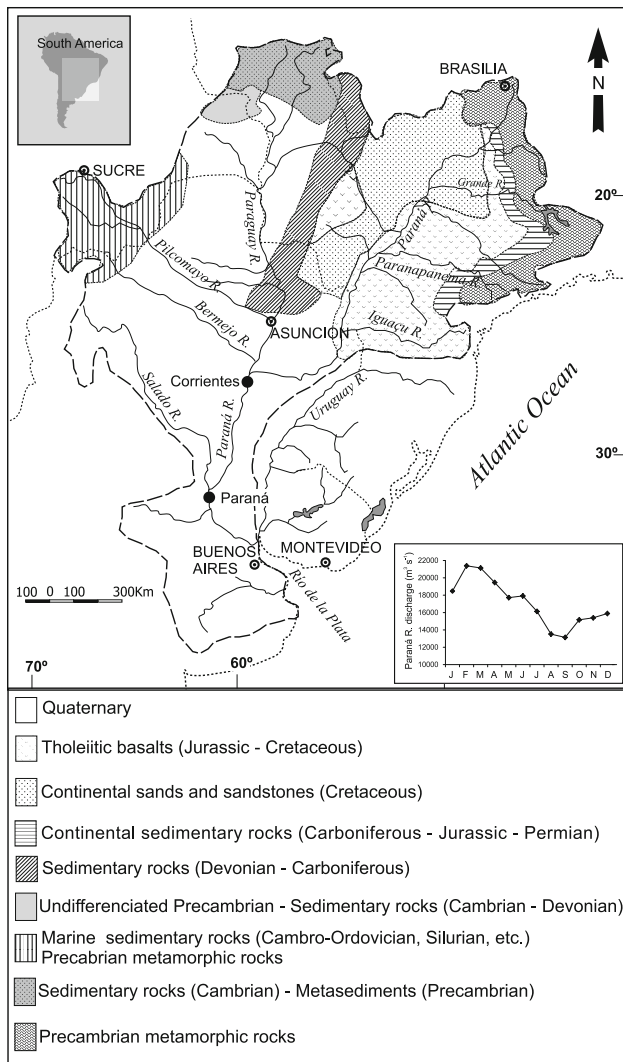 South America
BRASILIA
N
SUCRE
20º
Grande R.
Paraguay R.
Paraná R.
Pilcomayo R.
Paranapanema R.
Bermejo R.
ASUNCIÓN
Iguaçu R.
Corrientes
Salado R.
Paraná R.
Uruguay R.
Atlantic Ocean
30º
Paraná
BUENOS
AIRES
MONTEVIDEO
100 0 100 300Km
Rio de la Plata
70º
60º
Paraná R. discharge (m³ s⁻¹)
22000
20000
18000
16000
14000
12000
10000
J F M A M J J A S O N D
Quaternary
Tholeiitic basalts (Jurassic - Cretaceous)
Continental sands and sandstones (Cretaceous)
Continental sedimentary rocks (Carboniferous - Jurassic - Permian)
Sedimentary rocks (Devonian - Carboniferous)
Undifferenciated Precambrian - Sedimentary rocks (Cambrian - Devonian)
Marine sedimentary rocks (Cambro-Ordovician, Silurian, etc.)
Precabrian metamorphic rocks
Sedimentary rocks (Cambrian) - Metasediments (Precambrian)
Precambrian metamorphic rocks